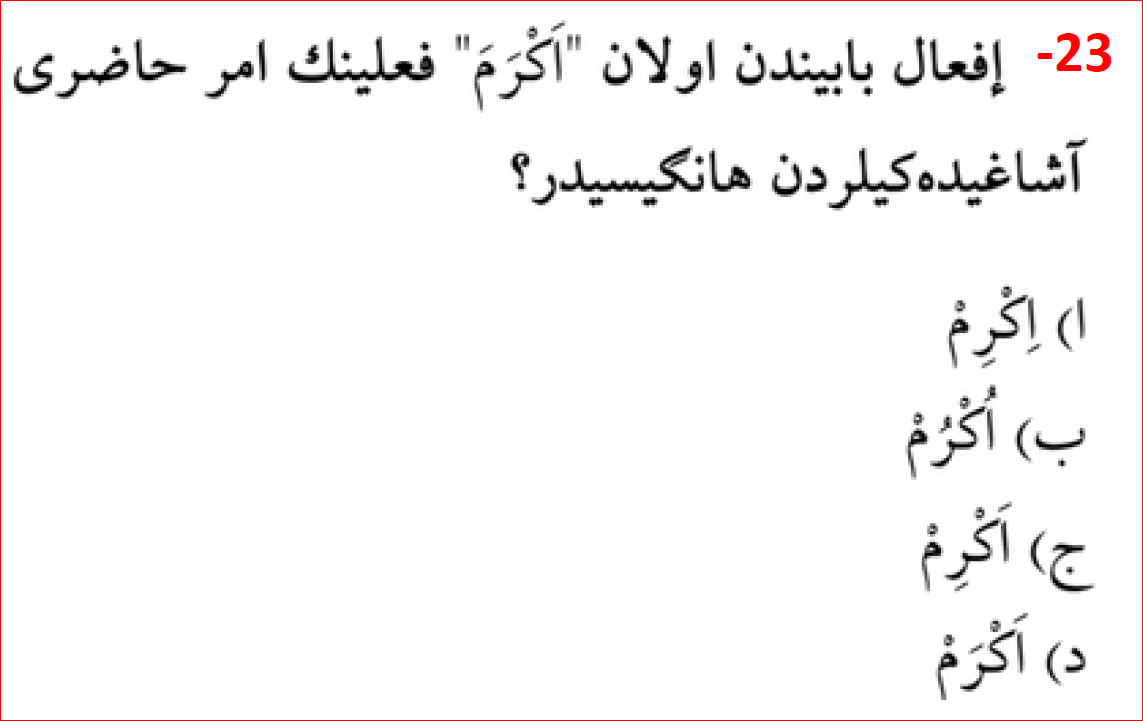 23- إفعال بابيندن اولان "اَكْرَمَ" فعلينك امر حاضرى
آشاغيده‌كيلردن هانگيسيدر؟
ا) اِكْرِمْ
ب) اُكْرُمْ
ج) اَكْرِمْ
د) اَكْرَمْ